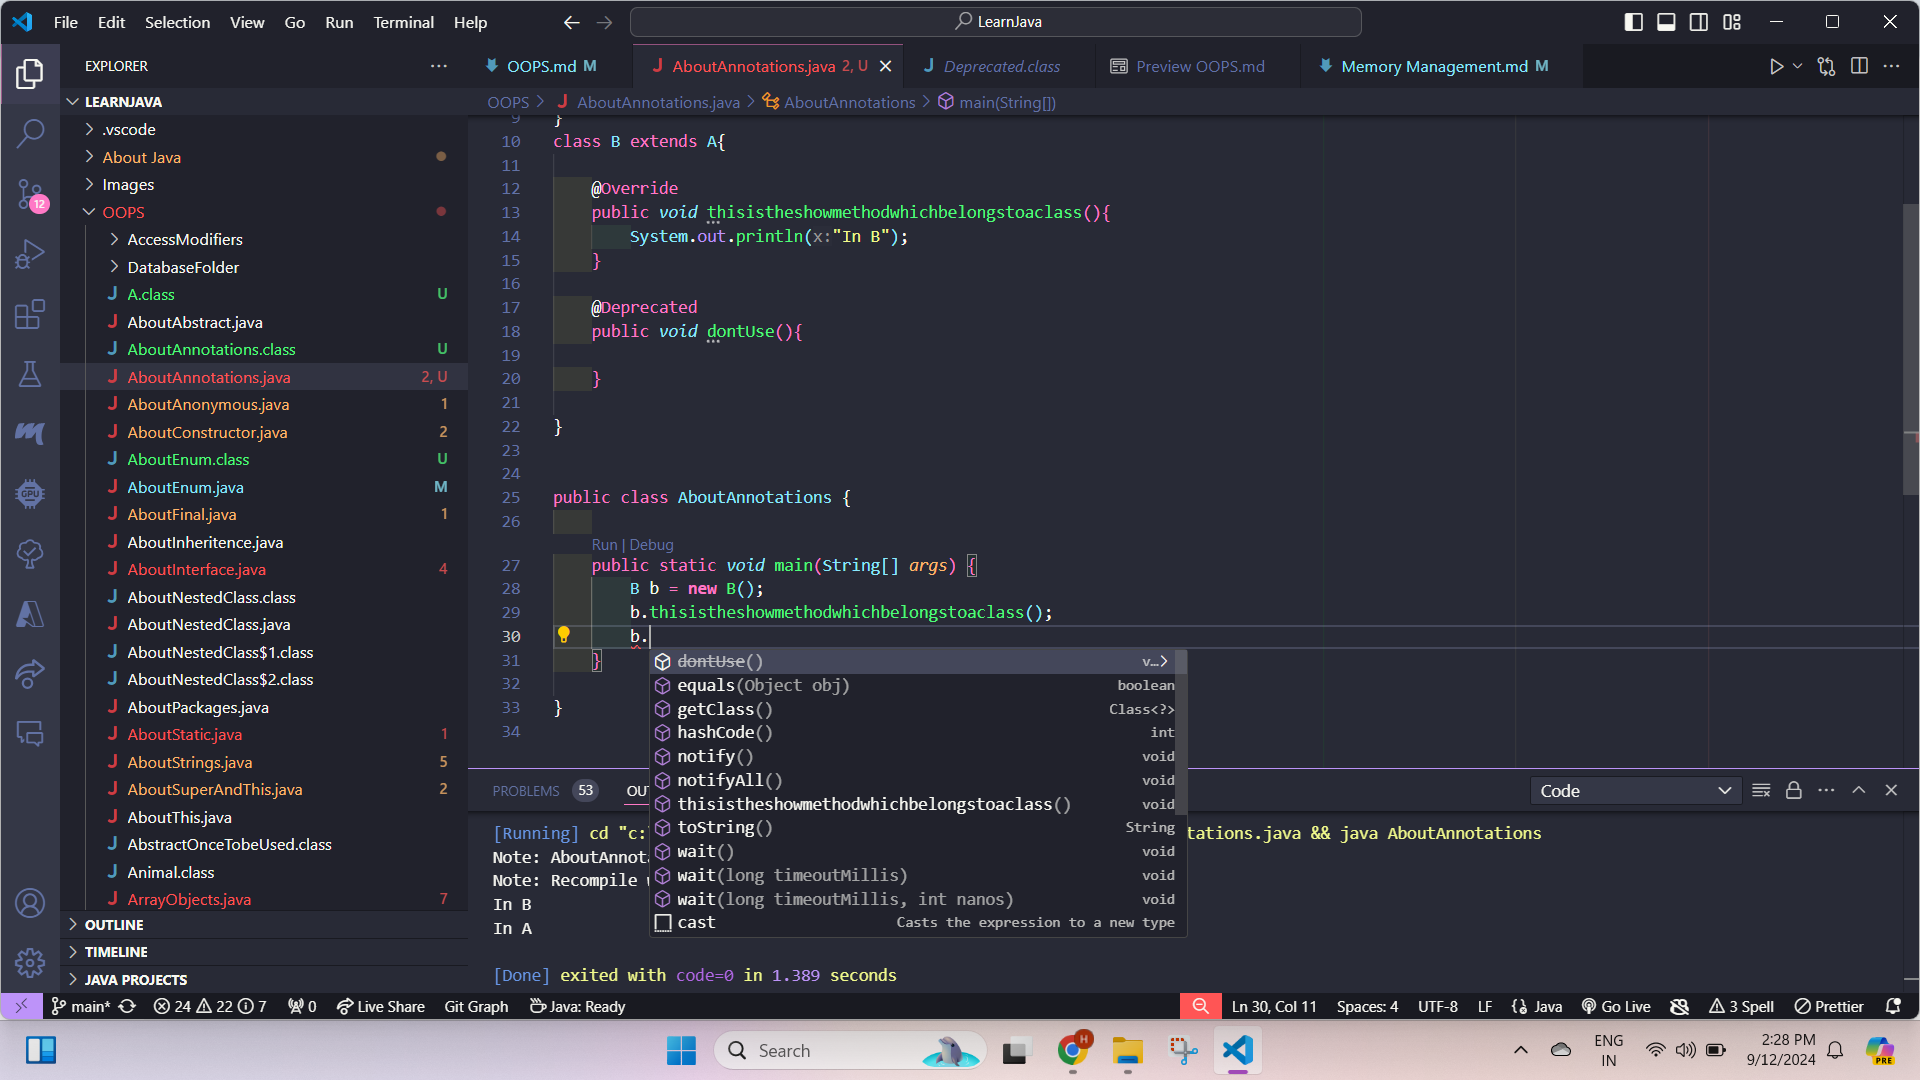 File Edit Selection View Go Run Terminal Help
LearnJava
EXPLORER
OOPS.md M
AboutAnnotations.java 2, U
Deprecated.class
Preview OOPS.md
Memory Management.md M
OOPS > AboutAnnotations.java > AboutAnnotations > main(String[])
LEARNJAVA
.vscode
About Java
Images
OOPS
AccessModifiers
DatabaseFolder
A.class U
AboutAbstract.java
AboutAnnotations.class U
AboutAnnotations.java 2, U
AboutAnonymous.java 1
AboutConstructor.java 2
AboutEnum.class U
AboutEnum.java M
AboutFinal.java 1
AboutInheritence.java
AboutInterface.java 4
AboutNestedClass.class
AboutNestedClass.java
AboutNestedClass$1.class
AboutNestedClass$2.class
AboutPackages.java
AboutStatic.java 1
AboutStrings.java 5
AboutSuperAndThis.java 2
AboutThis.java
AbstractOnceTobeUsed.class
Animal.class
ArrayObjects.java 7
OUTLINE
TIMELINE
JAVA PROJECTS
12
GPU
9 }
10 class B extends A{
11
12 @Override
13 public void thisistheshowmethodwhichbelongstoaclass(){
14 System.out.println(x:"In B");
15 }
16
17 @Deprecated
18 public void dontUse(){
19
20 }
21
22 }
23
24
25 public class AboutAnnotations {
26
Run | Debug
27 public static void main(String[] args) {
28 B b = new B();
29 b.thisistheshowmethodwhichbelongstoaclass();
30 b.
31 }
32
33 }
34
dontUse() v…>
equals(Object obj) boolean
getClass() Class<?>
hashCode() int
notify() void
notifyAll() void
thisistheshowmethodwhichbelongstoaclass() void
toString() String
wait() void
wait(long timeoutMillis) void
wait(long timeoutMillis, int nanos) void
cast Casts the expression to a new type
PROBLEMS 53 OU
Code
[Running] cd "c: tations.java && java AboutAnnotations
Note: AboutAnnot
Note: Recompile
In B
In A
[Done] exited with code=0 in 1.389 seconds
main* 24 22 7 0 Live Share Git Graph Java: Ready
Ln 30, Col 11 Spaces: 4 UTF-8 LF {} Java Go Live 3 Spell Prettier
Search
H
ENG
IN
2:28 PM
9/12/2024
PRE